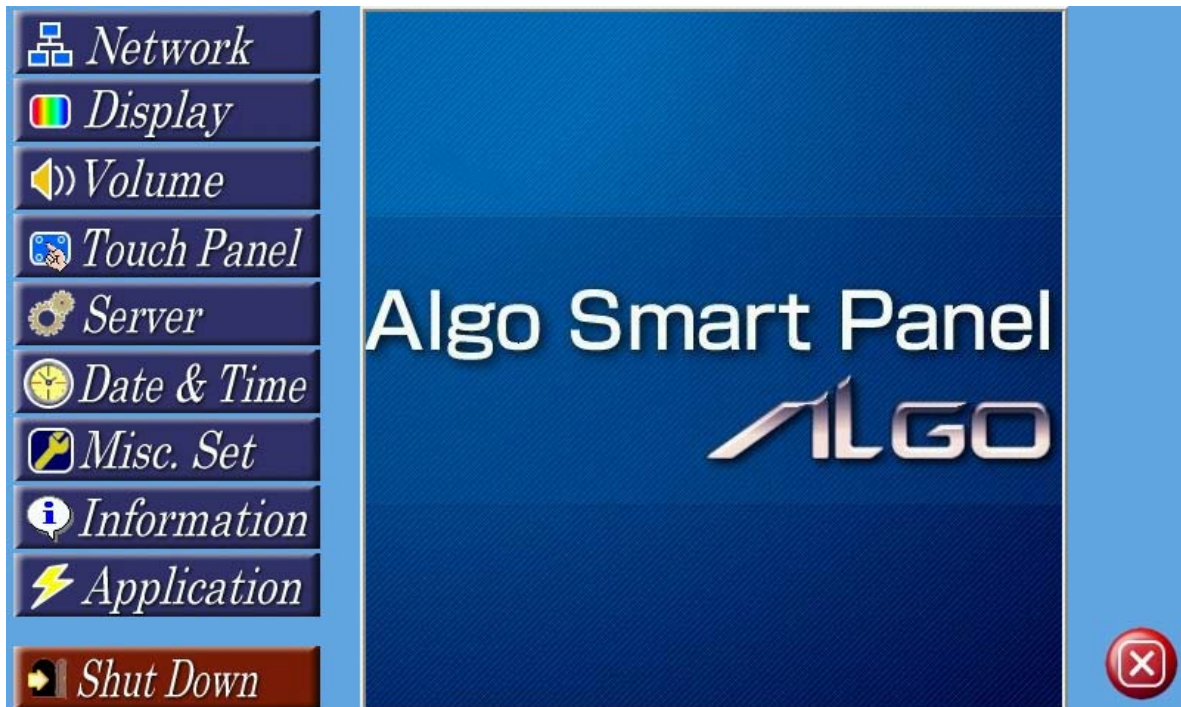 Network
Display
Volume
Touch Panel
Server
Date & Time
Misc. Set
Information
Application
Shut Down
Algo Smart Panel
ALGO